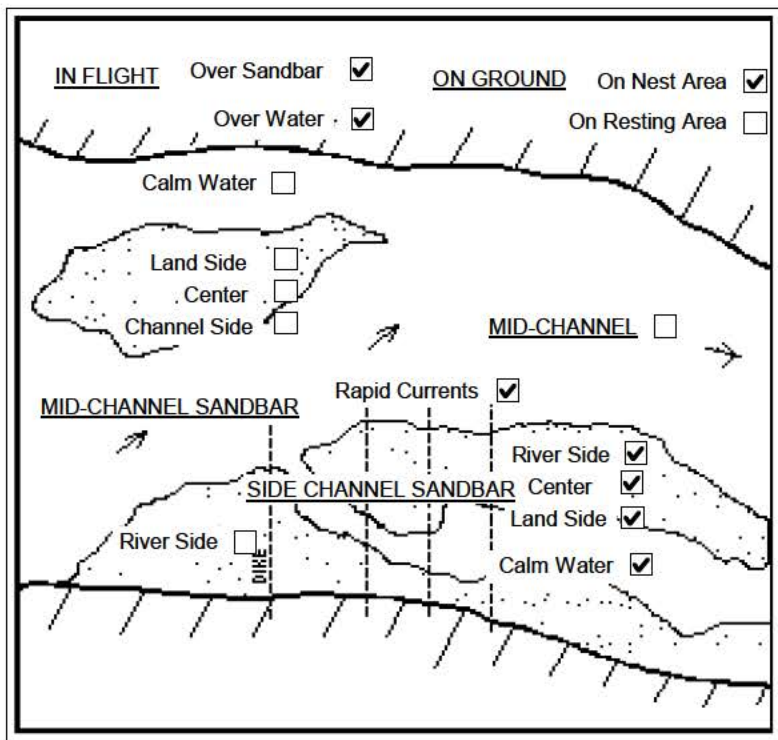 IN FLIGHT
Over Sandbar
ON GROUND
On Nest Area
Over Water
On Resting Area
Calm Water
Land Side
Center
Channel Side
MID-CHANNEL
Rapid Currents
MID-CHANNEL SANDBAR
River Side
SIDE CHANNEL SANDBAR
Center
Land Side
River Side
DIKE
Calm Water